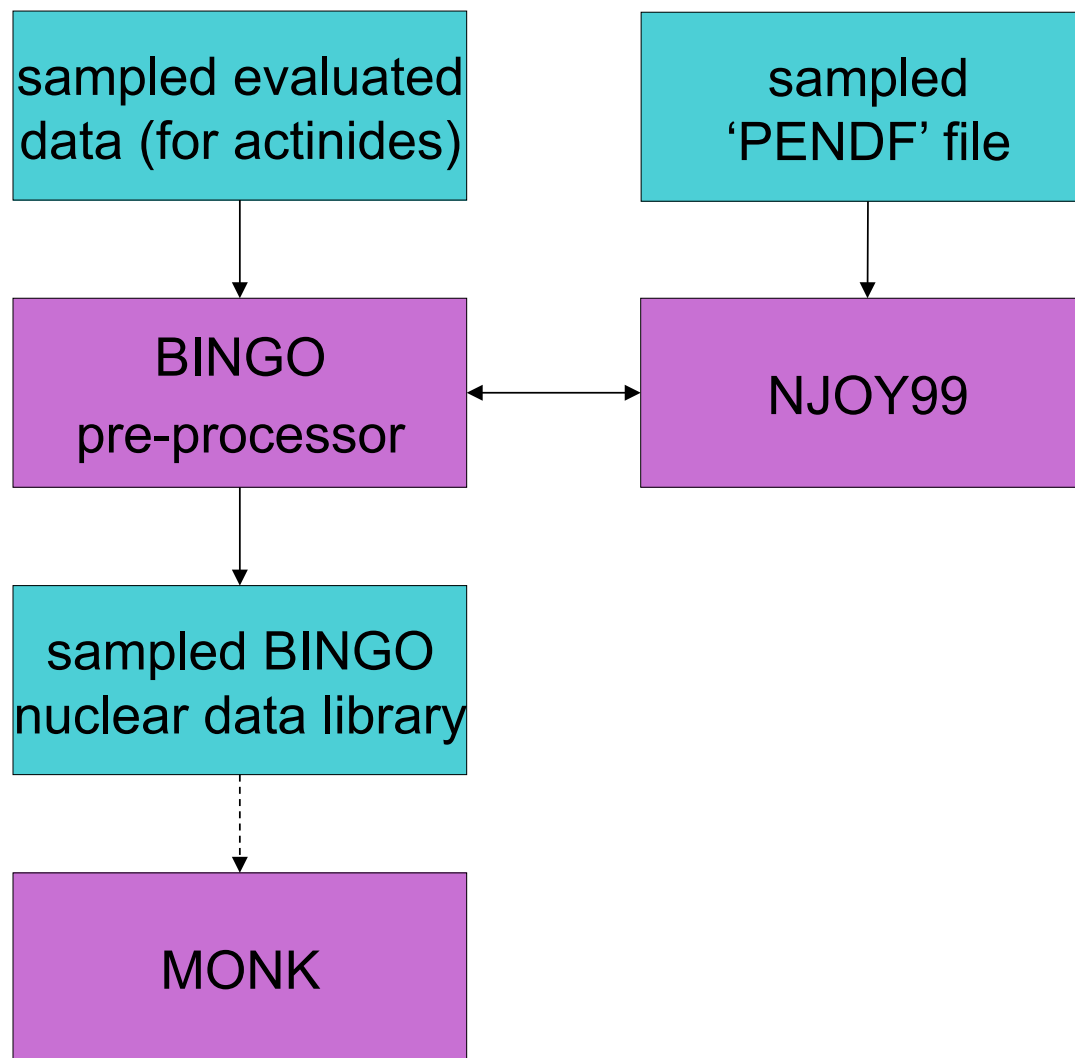 sampled evaluated
data (for actinides)
sampled
‘PENDF’ file
BINGO
pre-processor
NJOY99
sampled BINGO
nuclear data library
MONK